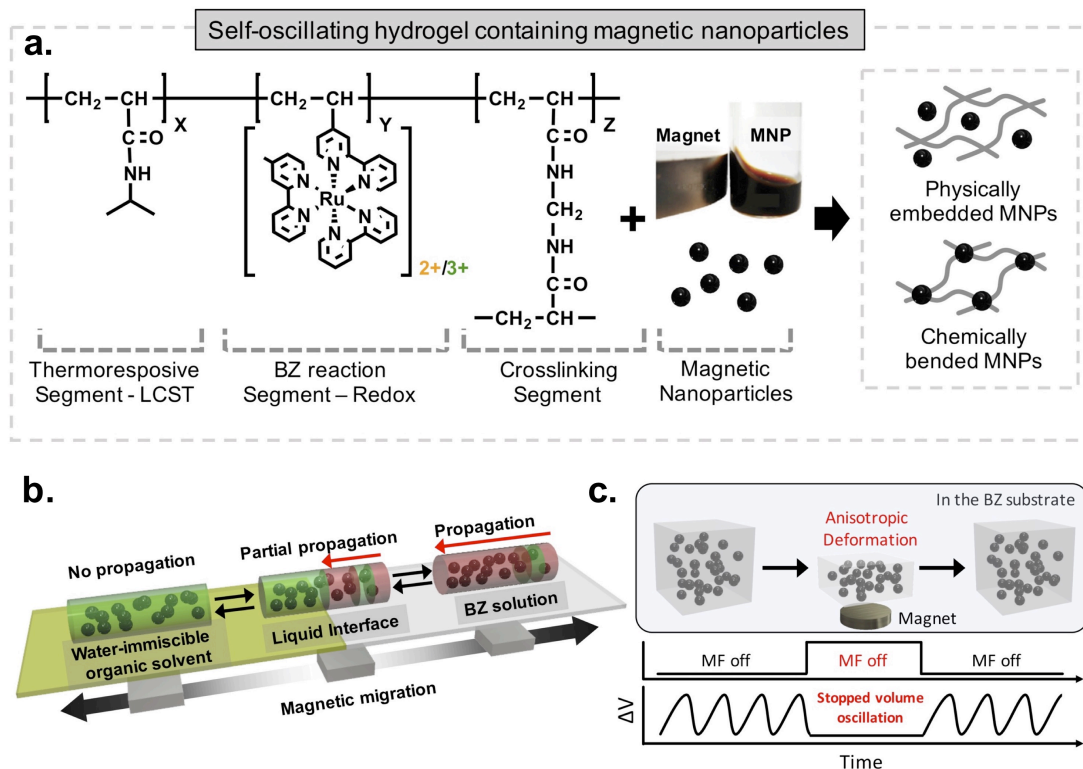 a.
Self-oscillating hydrogel containing magnetic nanoparticles
CH₂ CH X
C=O
NH
CH₂ CH Y
N N
N Ru N
N N
2+/3+
CH₂ CH Z
C=O
NH
CH₂
NH
C=O
CH₂ CH
+
Magnet MNP
Physically
embedded MNPs
Chemically
bended MNPs
Thermoresposive
Segment - LCST
BZ reaction
Segment – Redox
Crosslinking
Segment
Magnetic
Nanoparticles
b.
No propagation
Partial propagation
Propagation
Water-immiscible
organic solvent
Liquid Interface
BZ solution
Magnetic migration
c.
In the BZ substrate
Anisotropic
Deformation
Magnet
MF off MF off MF off
ΔV
Stopped volume
oscillation
Time